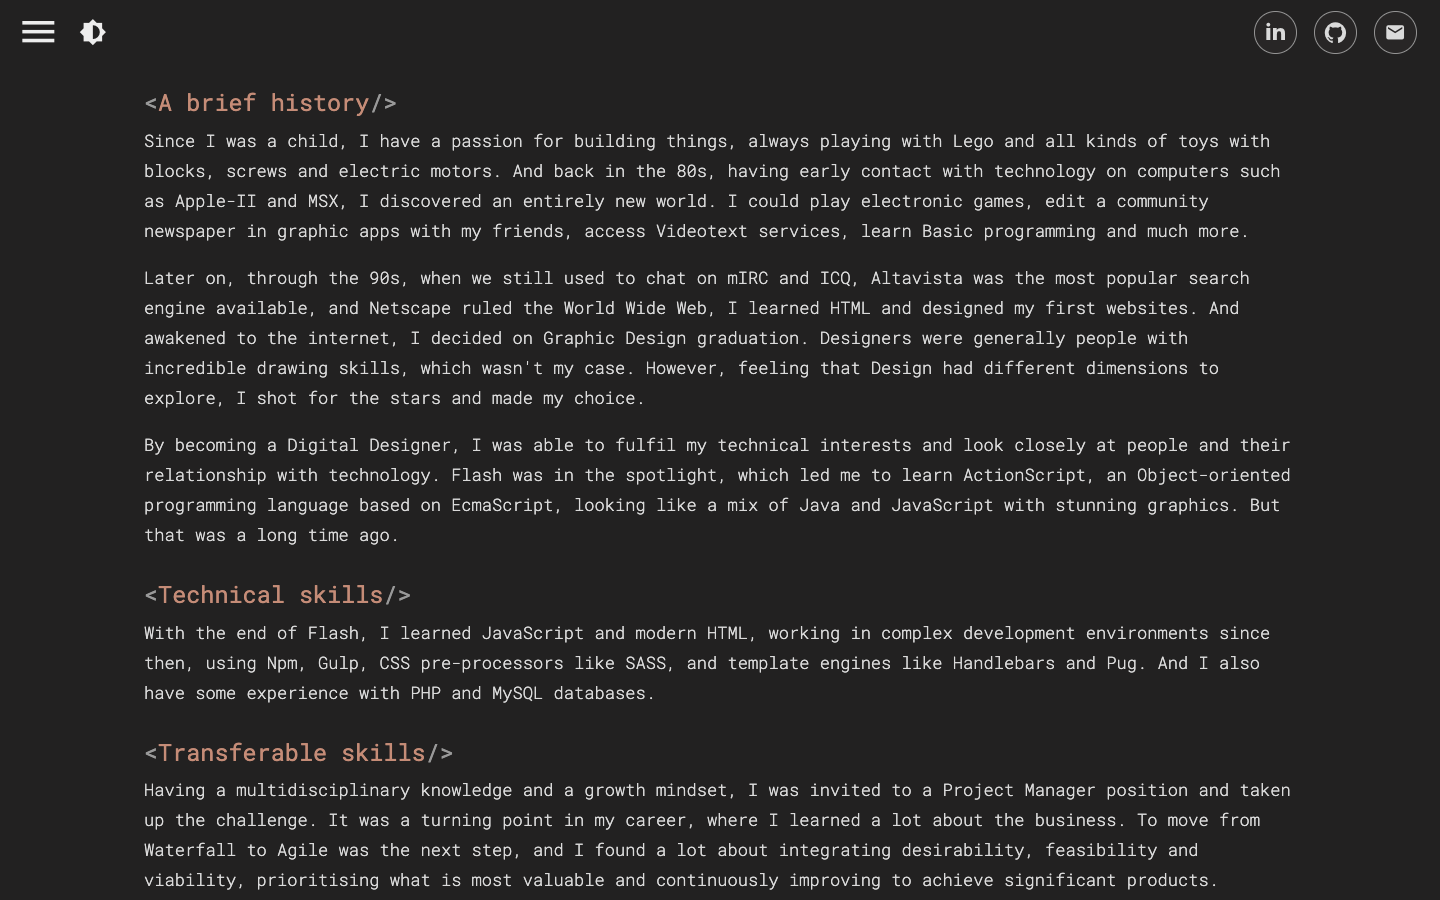 in
<A brief history/>
Since I was a child, I have a passion for building things, always playing with Lego and all kinds of toys with
blocks, screws and electric motors. And back in the 80s, having early contact with technology on computers such
as Apple-II and MSX, I discovered an entirely new world. I could play electronic games, edit a community
newspaper in graphic apps with my friends, access Videotext services, learn Basic programming and much more.
Later on, through the 90s, when we still used to chat on mIRC and ICQ, Altavista was the most popular search
engine available, and Netscape ruled the World Wide Web, I learned HTML and designed my first websites. And
awakened to the internet, I decided on Graphic Design graduation. Designers were generally people with
incredible drawing skills, which wasn't my case. However, feeling that Design had different dimensions to
explore, I shot for the stars and made my choice.
By becoming a Digital Designer, I was able to fulfil my technical interests and look closely at people and their
relationship with technology. Flash was in the spotlight, which led me to learn ActionScript, an Object-oriented
programming language based on EcmaScript, looking like a mix of Java and JavaScript with stunning graphics. But
that was a long time ago.
<Technical skills/>
With the end of Flash, I learned JavaScript and modern HTML, working in complex development environments since
then, using Npm, Gulp, CSS pre-processors like SASS, and template engines like Handlebars and Pug. And I also
have some experience with PHP and MySQL databases.
<Transferable skills/>
Having a multidisciplinary knowledge and a growth mindset, I was invited to a Project Manager position and taken
up the challenge. It was a turning point in my career, where I learned a lot about the business. To move from
Waterfall to Agile was the next step, and I found a lot about integrating desirability, feasibility and
viability, prioritising what is most valuable and continuously improving to achieve significant products.